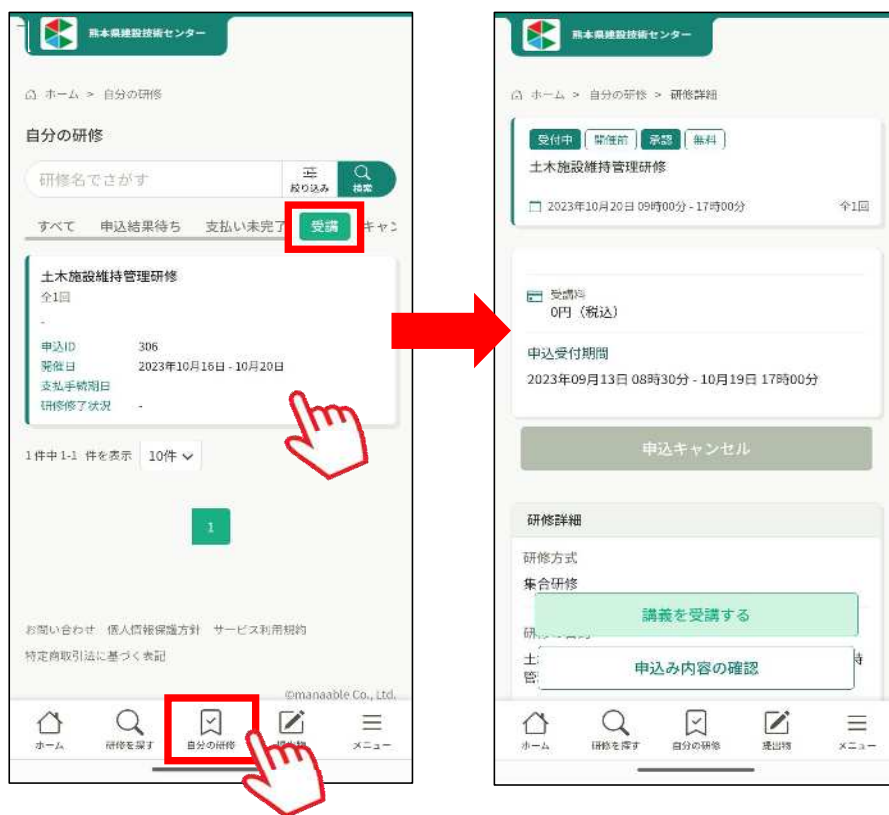 熊本県建設技術センター
ホーム > 自分の研修
自分の研修
研修名でさがす
絞り込み
検索
すべて 申込結果待ち 支払い未完了 受講 キャン
土木施設維持管理研修
全1回
-
申込ID 306
開催日 2023年10月16日 - 10月20日
支払手続期日
研修修了状況 -
1件中 1-1 件を表示 10件
1
お問い合わせ 個人情報保護方針 サービス利用規約
特定商取引法に基づく表記
©manaable Co., Ltd.
ホーム 研修を探す 自分の研修 提出物 メニュー
熊本県建設技術センター
ホーム > 自分の研修 > 研修詳細
受付中 開催前 承認 無料
土木施設維持管理研修
2023年10月20日 09時00分 - 17時00分 全1回
受講料
0円（税込）
申込受付期間
2023年09月13日 08時30分 - 10月19日 17時00分
申込キャンセル
研修詳細
研修方式
集合研修
講義を受講する
研
土
管
申込み内容の確認
ホーム 研修を探す 自分の研修 提出物 メニュー